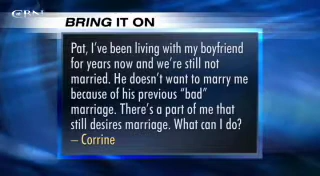 CBN
BRING IT ON
Pat, I've been living with my boyfriend
for years now and we're still not
married. He doesn't want to marry me
because of his previous “bad”
marriage. There's a part of me that
still desires marriage. What can I do?
– Corrine